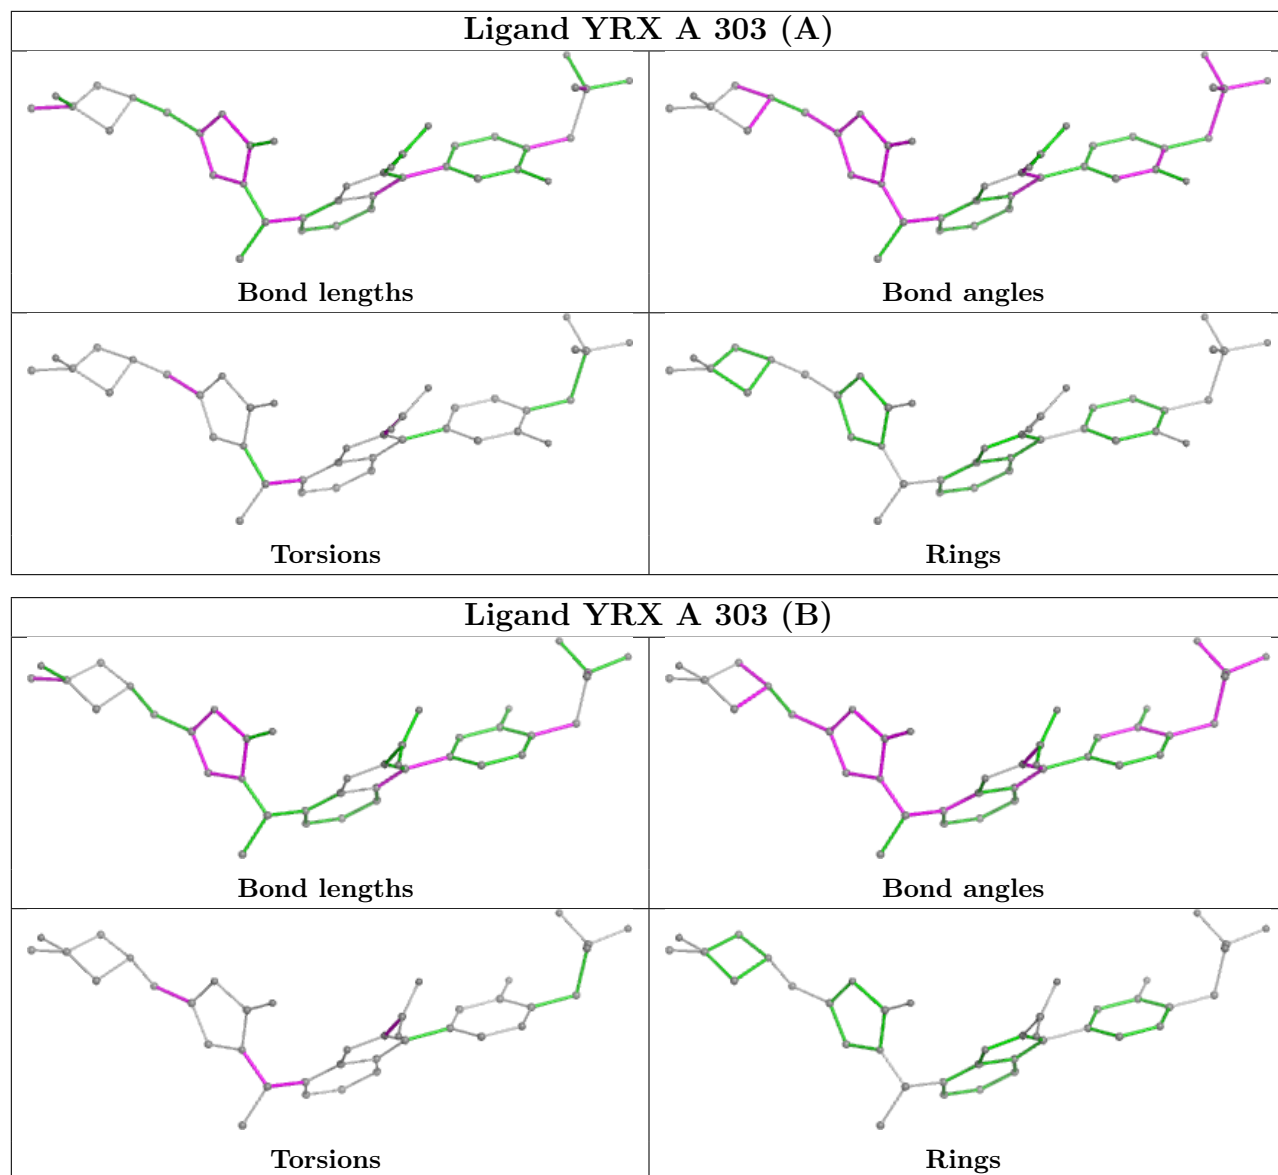 Ligand YRX A 303 (A)
Bond lengths
Bond angles
Torsions
Rings
Ligand YRX A 303 (B)
Bond lengths
Bond angles
Torsions
Rings